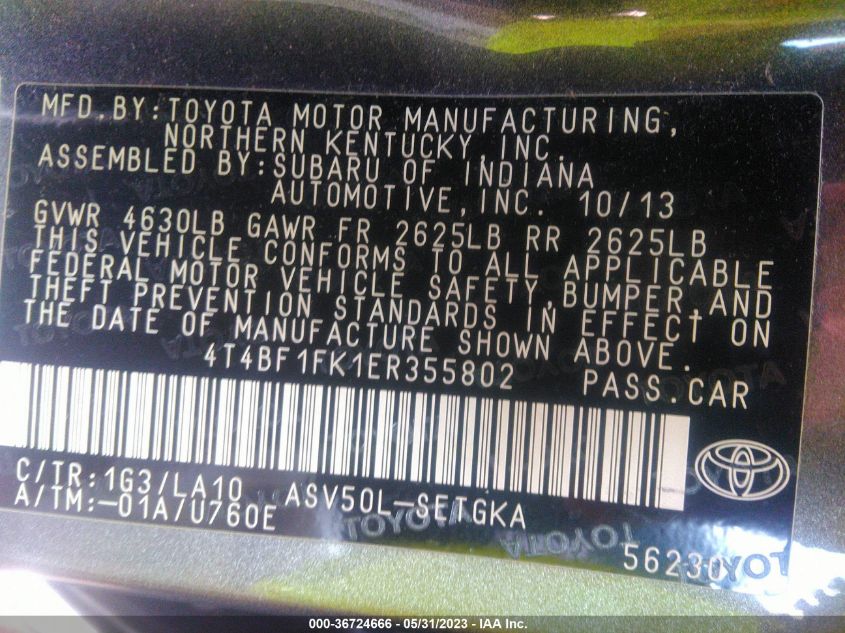 MFD.BY:TOYOTA MOTOR MANUFACTURING,
NORTHERN KENTUCKY,INC.
ASSEMBLED BY:SUBARU OF INDIANA
AUTOMOTIVE,INC. 10/13
GVWR 4630LB GAWR FR 2625LB RR 2625LB
THIS VEHICLE CONFORMS TO ALL APPLICABLE
FEDERAL MOTOR VEHICLE SAFETY,BUMPER,AND
THEFT PREVENTION STANDARDS IN EFFECT ON
THE DATE OF MANUFACTURE SHOWN ABOVE.
4T4BF1FK1ER355802 PASS.CAR
C/TR:1G3/LA10 ASV50L-SETGKA
A/TM:-01A/U760E
TOYOTA TOYOTA TOYOTA
56230
000-36724666 - 05/31/2023 - IAA Inc.